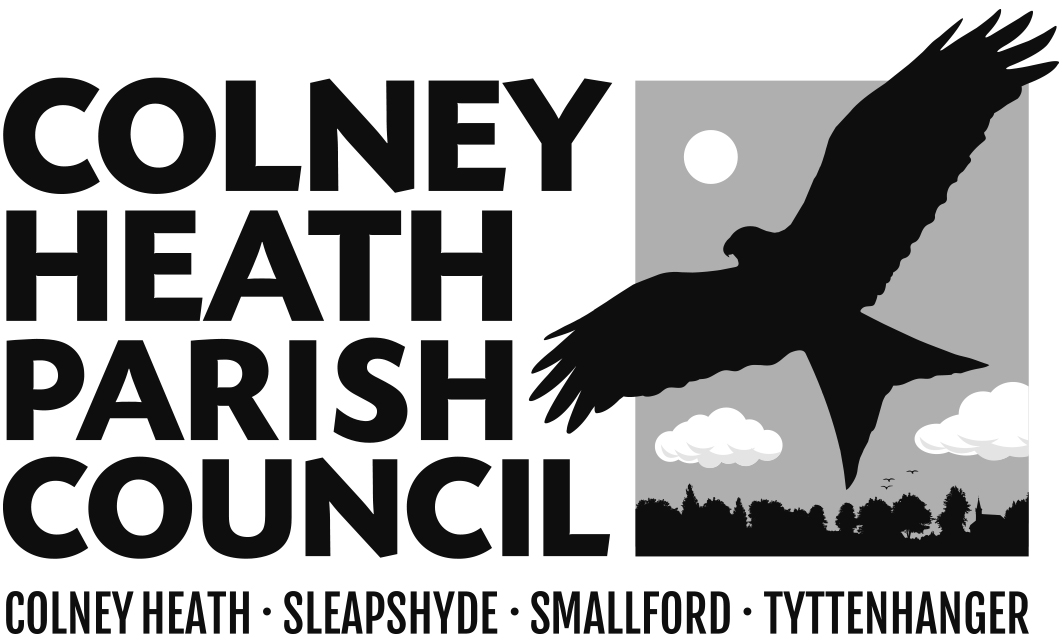 COLNEY
HEATH
PARISH
COUNCIL
COLNEY HEATH · SLEAPSHYDE · SMALLFORD · TYTTENHANGER